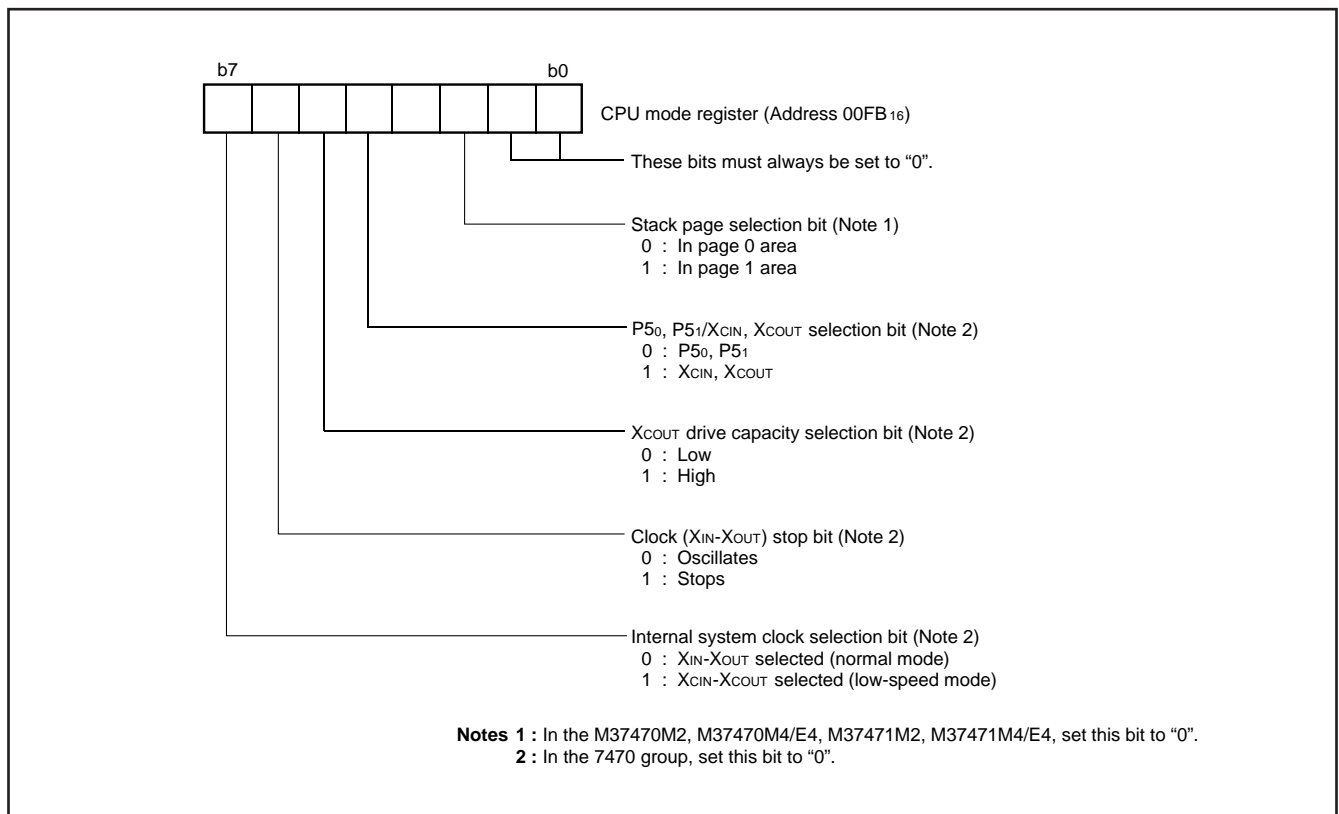 b7 b0
CPU mode register (Address 00FB₁₆)
These bits must always be set to “0”.
Stack page selection bit (Note 1)
0 : In page 0 area
1 : In page 1 area
P5₀, P5₁/XCIN, XCOUT selection bit (Note 2)
0 : P5₀, P5₁
1 : XCIN, XCOUT
XCOUT drive capacity selection bit (Note 2)
0 : Low
1 : High
Clock (XIN-XOUT) stop bit (Note 2)
0 : Oscillates
1 : Stops
Internal system clock selection bit (Note 2)
0 : XIN-XOUT selected (normal mode)
1 : XCIN-XCOUT selected (low-speed mode)
Notes 1 : In the M37470M2, M37470M4/E4, M37471M2, M37471M4/E4, set this bit to “0”.
2 : In the 7470 group, set this bit to “0”.